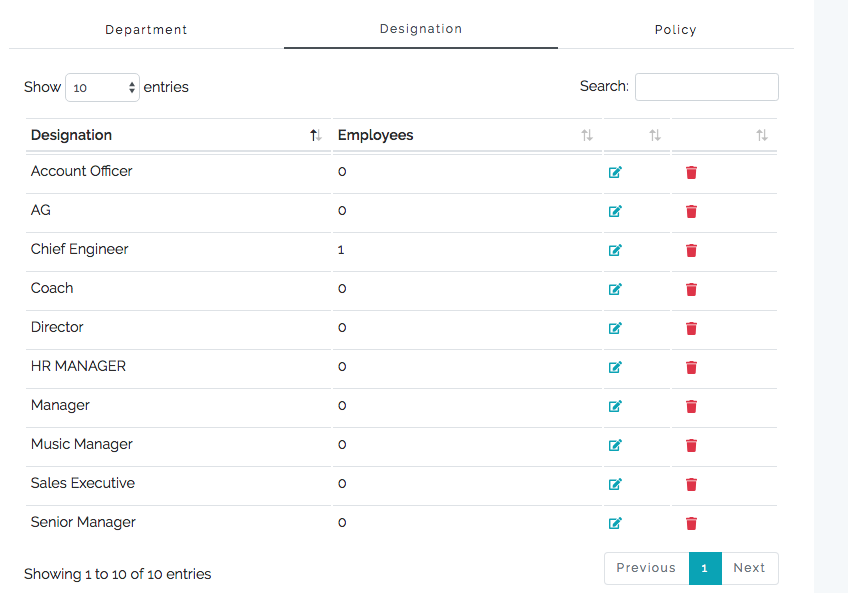 Department Designation Policy
Show 10 entries Search:
Designation Employees
Account Officer 0
AG 0
Chief Engineer 1
Coach 0
Director 0
HR MANAGER 0
Manager 0
Music Manager 0
Sales Executive 0
Senior Manager 0
Showing 1 to 10 of 10 entries Previous 1 Next